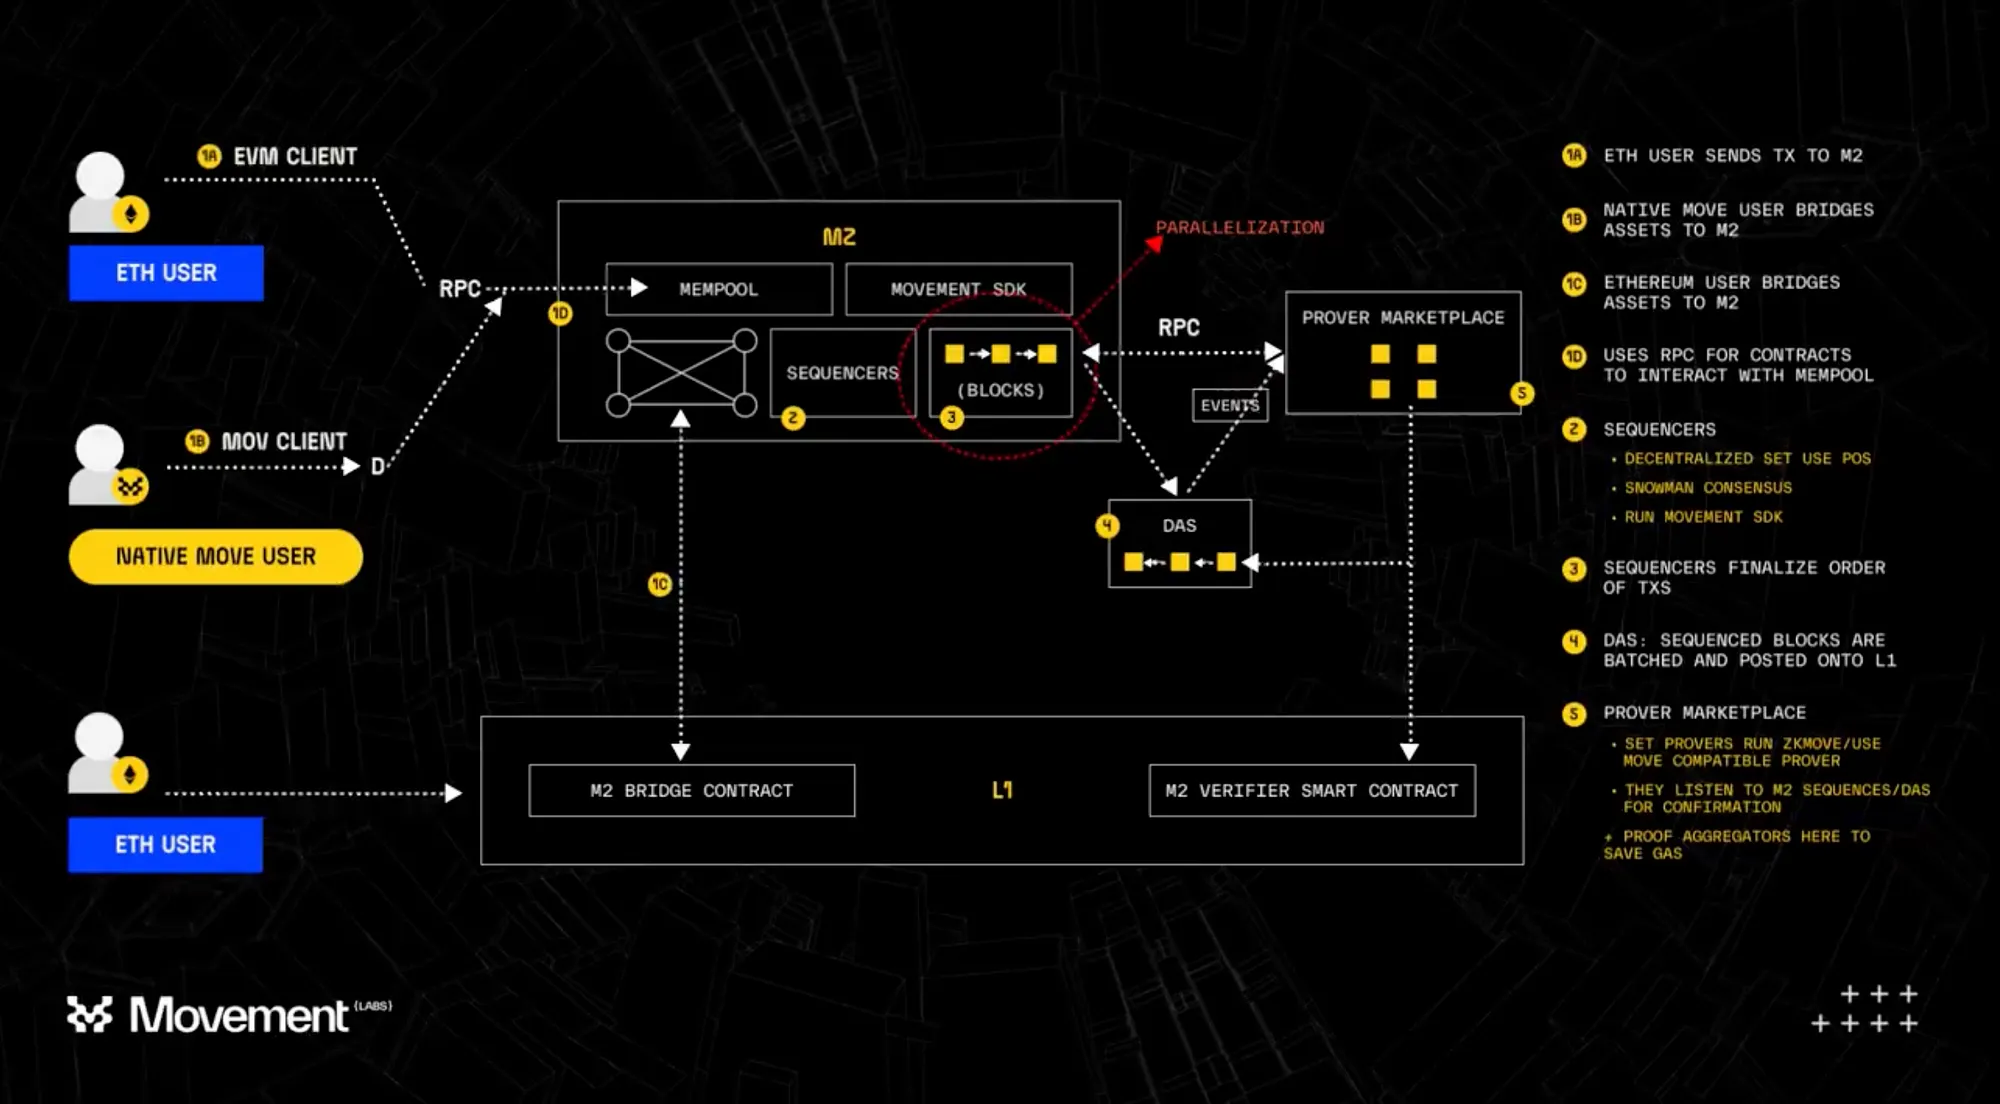 1A EVM CLIENT
ETH USER
RPC
1B MOV CLIENT
D
NATIVE MOVE USER
ETH USER
M2
MEMPOOL
MOVEMENT SDK
1D
SEQUENCERS
2
(BLOCKS)
3
PARALLELIZATION
RPC
PROVER MARKETPLACE
5
EVENTS
4
DAS
1C
M2 BRIDGE CONTRACT
L1
M2 VERIFIER SMART CONTRACT
1A ETH USER SENDS TX TO M2
1B NATIVE MOVE USER BRIDGES
ASSETS TO M2
1C ETHEREUM USER BRIDGES
ASSETS TO M2
1D USES RPC FOR CONTRACTS
TO INTERACT WITH MEMPOOL
2 SEQUENCERS
• DECENTRALIZED SET USE POS
• SNOWMAN CONSENSUS
• RUN MOVEMENT SDK
3 SEQUENCERS FINALIZE ORDER
OF TXS
4 DAS: SEQUENCED BLOCKS ARE
BATCHED AND POSTED ONTO L1
5 PROVER MARKETPLACE
• SET PROVERS RUN ZKMOVE/USE
MOVE COMPATIBLE PROVER
• THEY LISTEN TO M2 SEQUENCES/DAS
FOR CONFIRMATION
+ PROOF AGGREGATORS HERE TO
SAVE GAS
Movement {LABS}